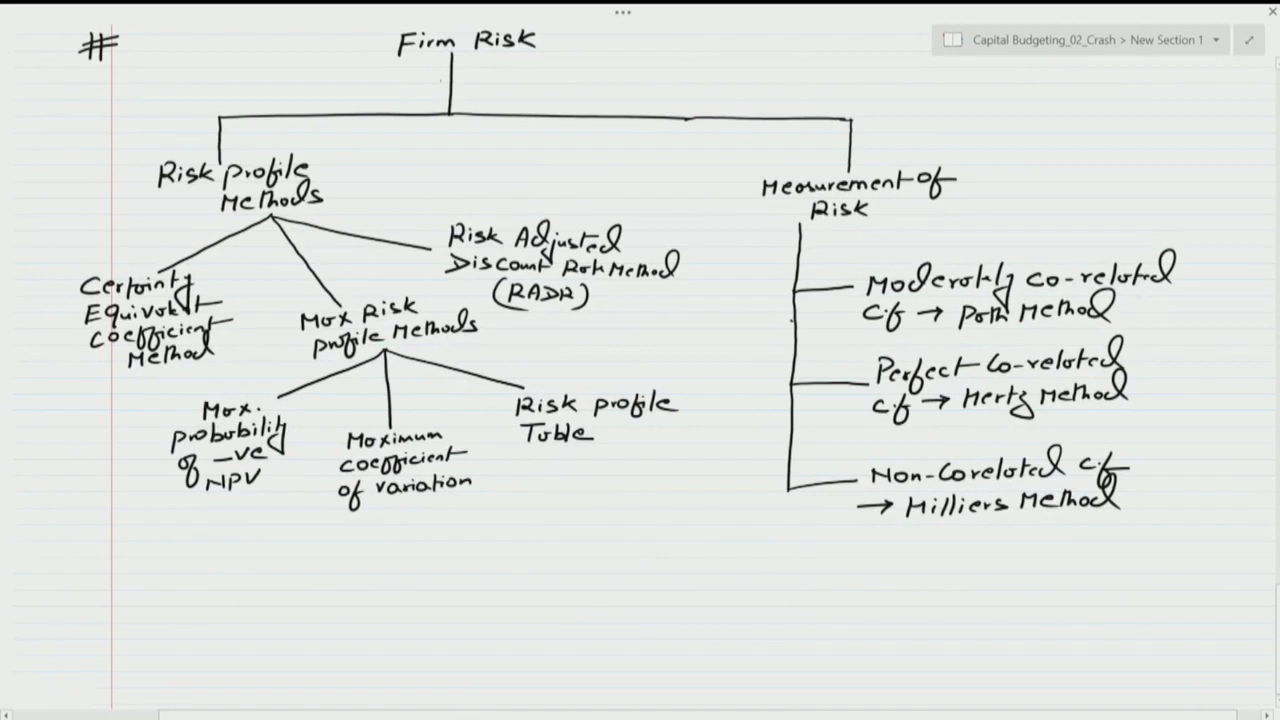 Capital Budgeting_02_Crash > New Section 1
#
Firm Risk
Risk Profile
Methods
Certainty
Equivalent
coefficient
Method
Max Risk
profile Methods
Risk Adjusted
Discount Rate Method
(RADR)
Max.
probability
of -ve
NPV
Maximum
coefficient
of variation
Risk profile
Table
Measurement of
Risk
Moderately co-related
C.f → Path Method
Perfect Co-related
C.f → Hertz Method
Non-Corelated C.f
→ Hilliers Method